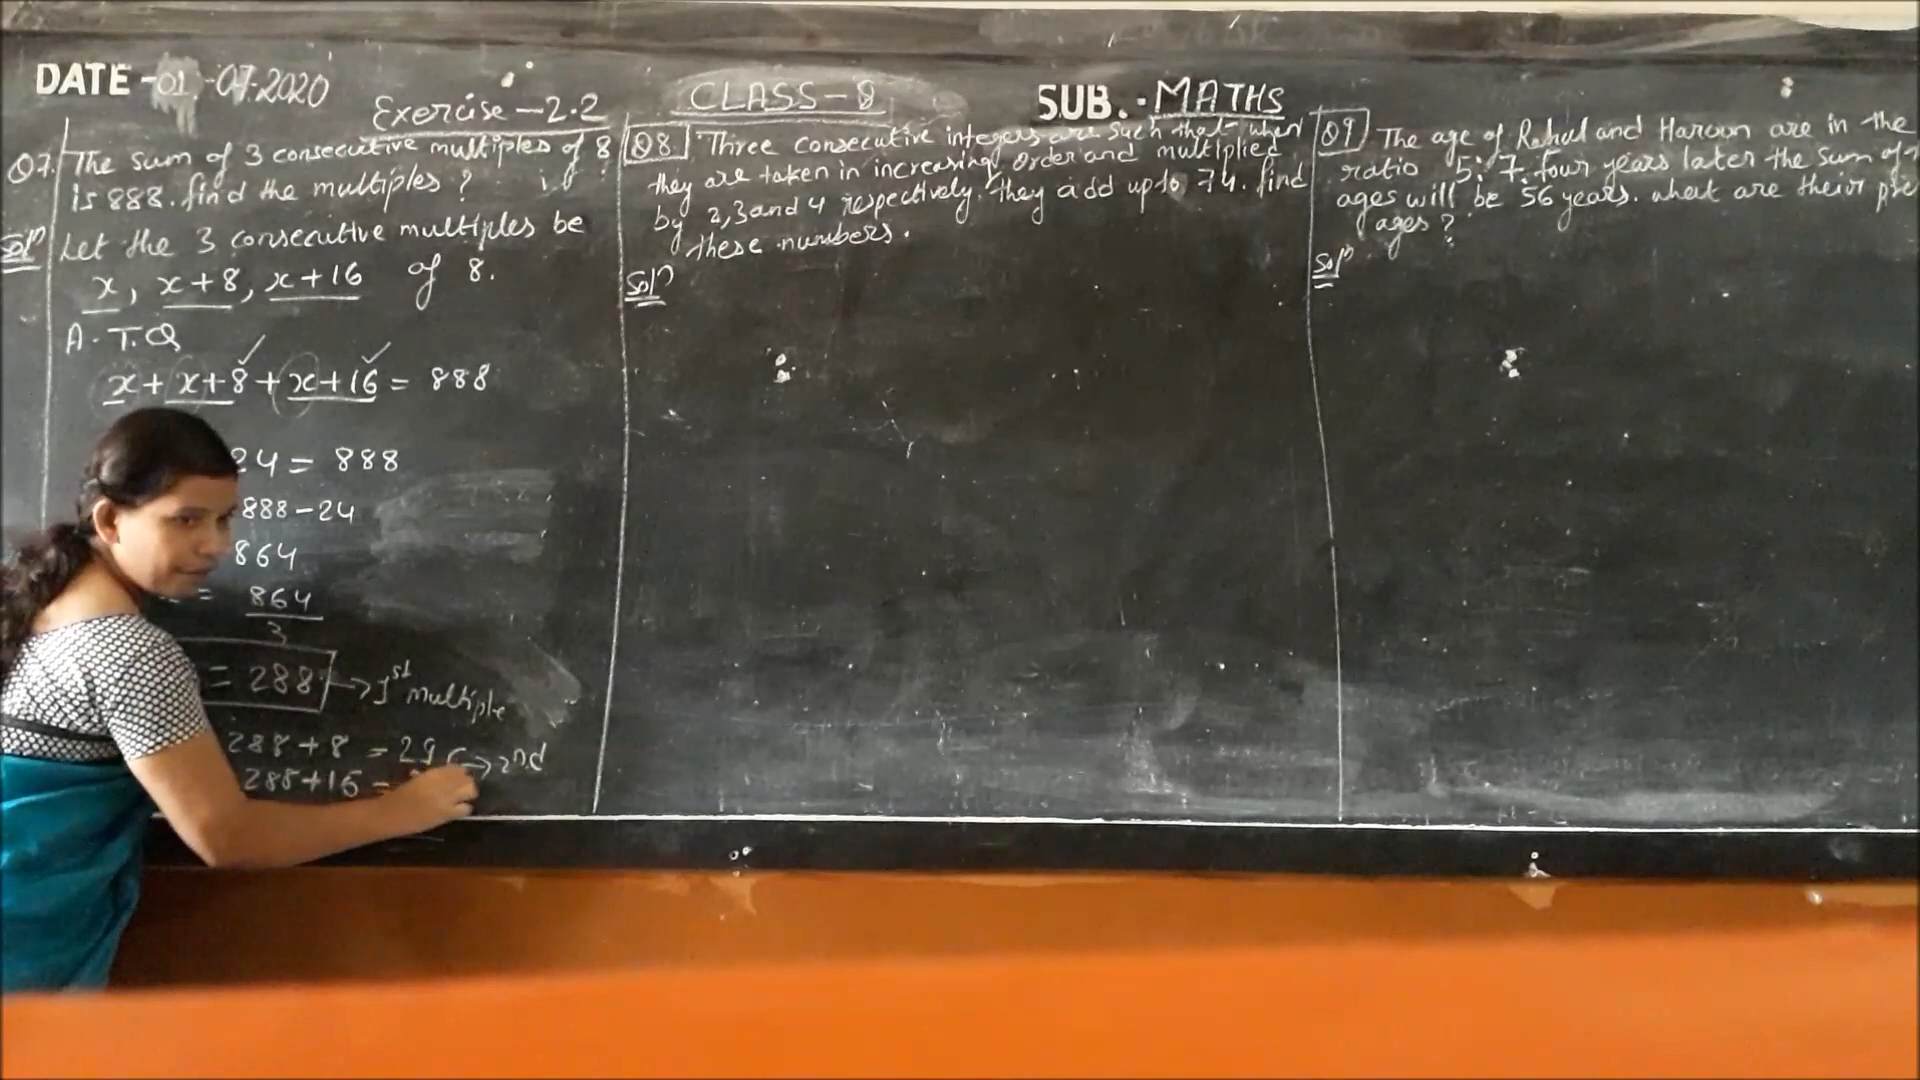 DATE -01-07-2020
Exercise - 2.2
CLASS - 8
SUB. - MATHS
Q7. The sum of 3 consecutive multiples of 8
is 888. find the multiples ?
Solⁿ Let the 3 consecutive multiples be
x, x+8, x+16 of 8.
A.T.Q
x + x+8 + x+16 = 888
24 = 888
888 - 24
864
= 864
3
= 288 → 1st multiple
288 + 8 = 296 → 2nd
288 + 16 =
Q8. Three consecutive integers are such that when
they are taken in increasing order and multiplied
by 2, 3 and 4 respectively, they add up to 74. find
these numbers.
Solⁿ
Q9 The age of Rahul and Haroon are in the
ratio 5:7. four years later the sum of
ages will be 56 years. what are their
ages ?
Solⁿ